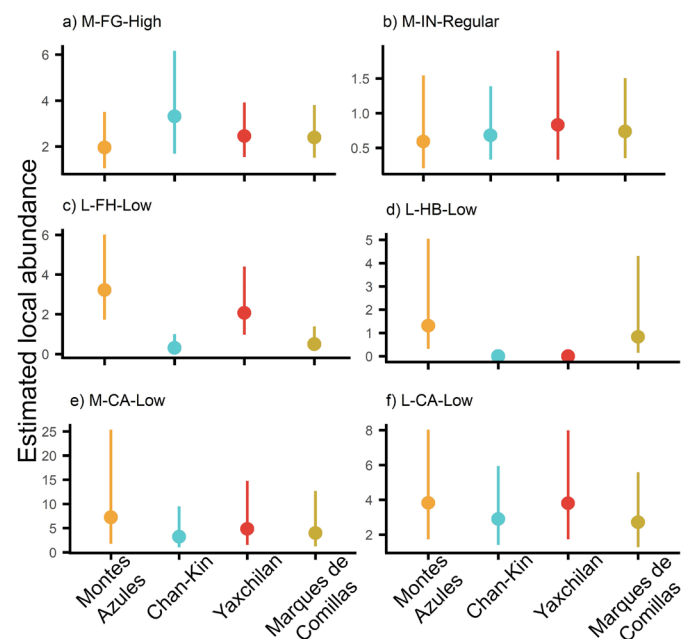 a) M-FG-High
b) M-IN-Regular
6
4
2
1.5
1.0
0.5
Estimated local abundance
c) L-FH-Low
d) L-HB-Low
6
4
2
0
5
4
3
2
1
0
e) M-CA-Low
f) L-CA-Low
25
20
15
10
5
0
8
6
4
2
Montes
Azules
Chan-Kin
Yaxchilan
Marques de
Comillas
Montes
Azules
Chan-Kin
Yaxchilan
Marques de
Comillas